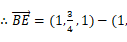 ∴ \overrightarrow{BE} = (1,\frac{3}{4},1) − (1,